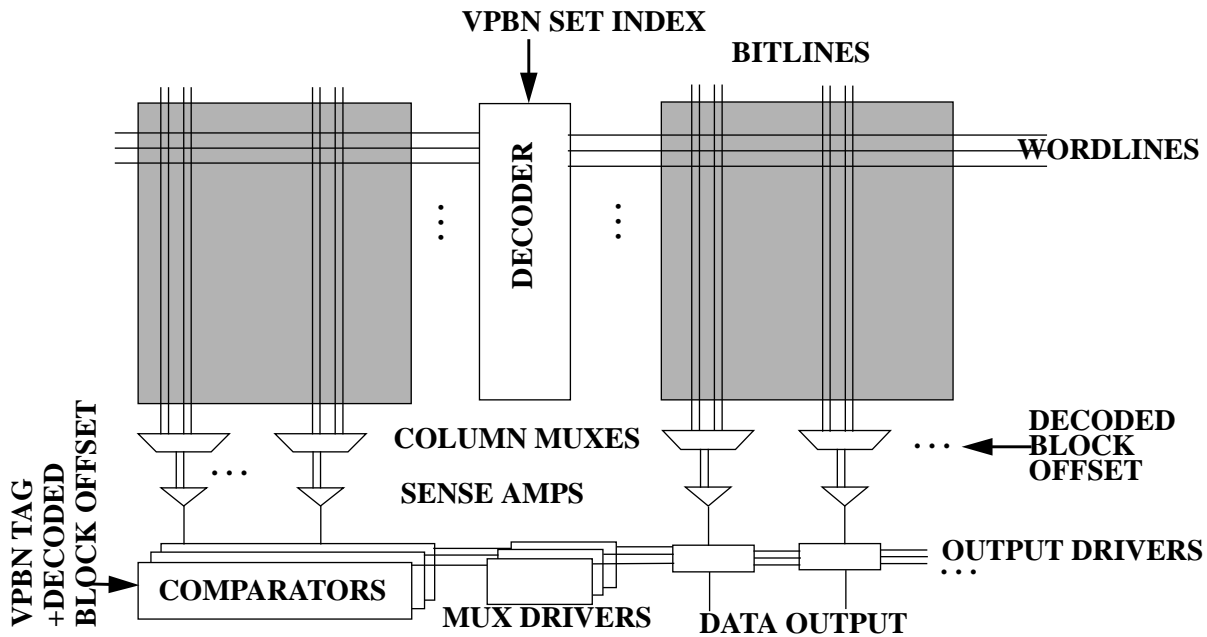 VPBN SET INDEX
BITLINES
WORDLINES
DECODER
COLUMN MUXES
DECODED
BLOCK
OFFSET
SENSE AMPS
VPBN TAG
+DECODED
BLOCK OFFSET
COMPARATORS
MUX DRIVERS
OUTPUT DRIVERS
DATA OUTPUT